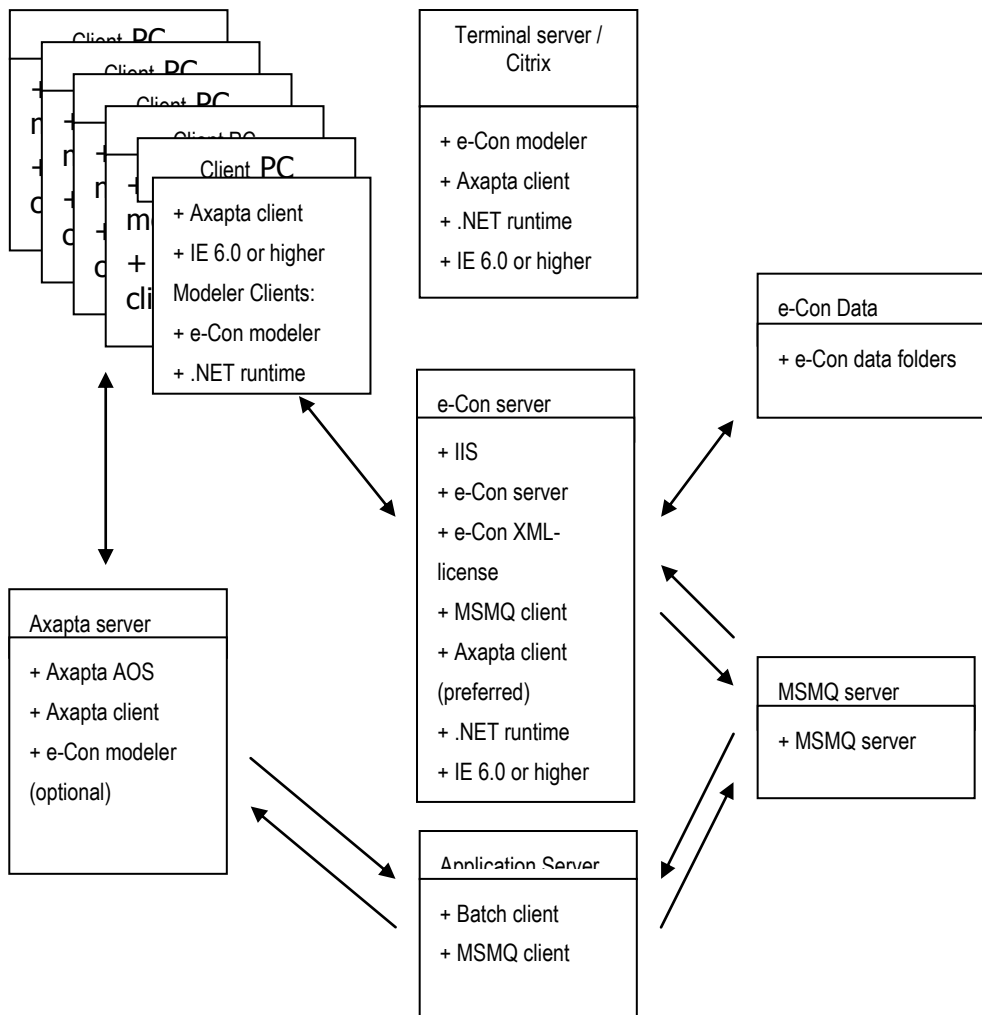 Client PC
+
n
+
c
Client PC
+
n
+
c
Client PC
+
n
+
c
Client PC
+
m
+
cli
Client PC
+ Axapta client
+ IE 6.0 or higher
Modeler Clients:
+ e-Con modeler
+ .NET runtime
Terminal server /
Citrix
+ e-Con modeler
+ Axapta client
+ .NET runtime
+ IE 6.0 or higher
e-Con Data
+ e-Con data folders
e-Con server
+ IIS
+ e-Con server
+ e-Con XML-
license
+ MSMQ client
+ Axapta client
(preferred)
+ .NET runtime
+ IE 6.0 or higher
Axapta server
+ Axapta AOS
+ Axapta client
+ e-Con modeler
(optional)
MSMQ server
+ MSMQ server
Application Server
+ Batch client
+ MSMQ client